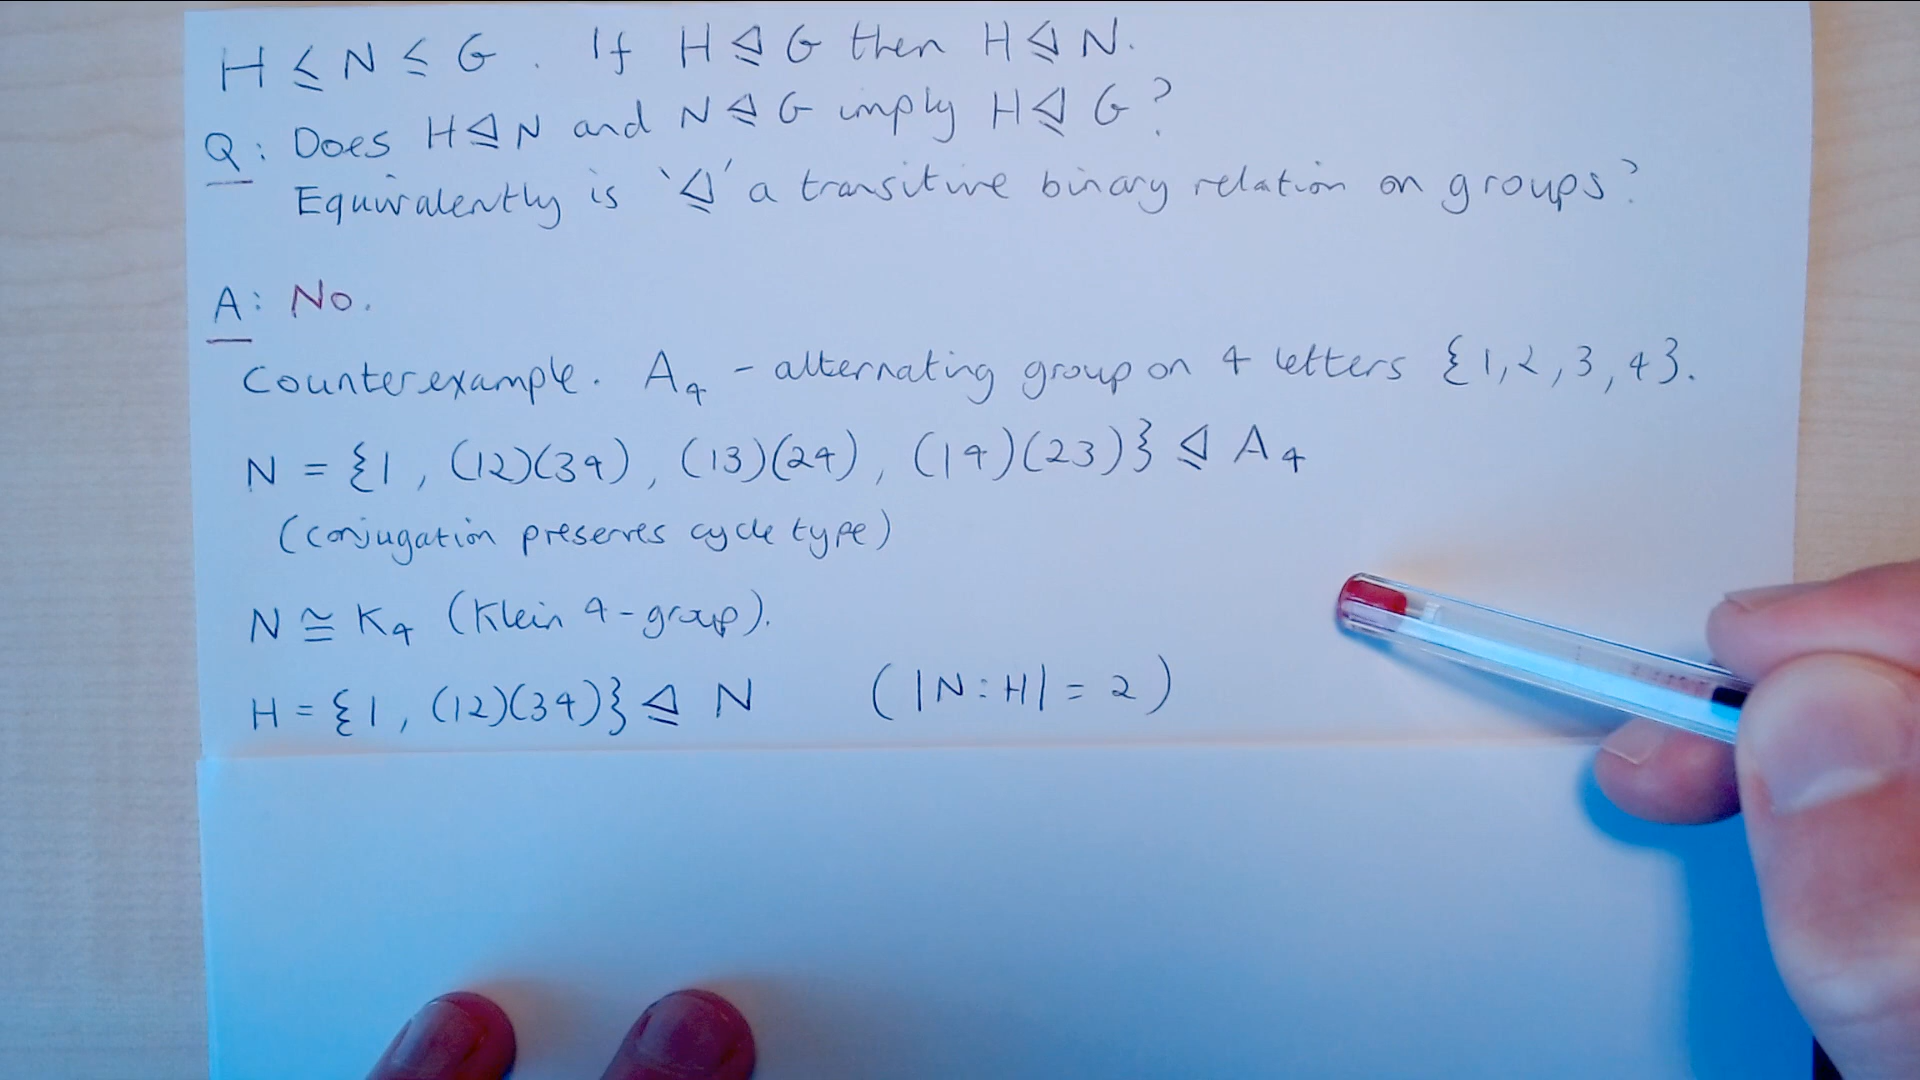 H ≤ N ≤ G. If H ⊴ G then H ⊴ N.
Q: Does H ⊴ N and N ⊴ G imply H ⊴ G?
Equivalently is '⊴' a transitive binary relation on groups?
A: No.
Counterexample. A₄ - alternating group on 4 letters {1,2,3,4}.
N = {1, (12)(34), (13)(24), (14)(23)} ⊴ A₄
(conjugation preserves cycle type)
N ≅ K₄ (Klein 4-group).
H = {1, (12)(34)} ⊴ N (|N:H| = 2)